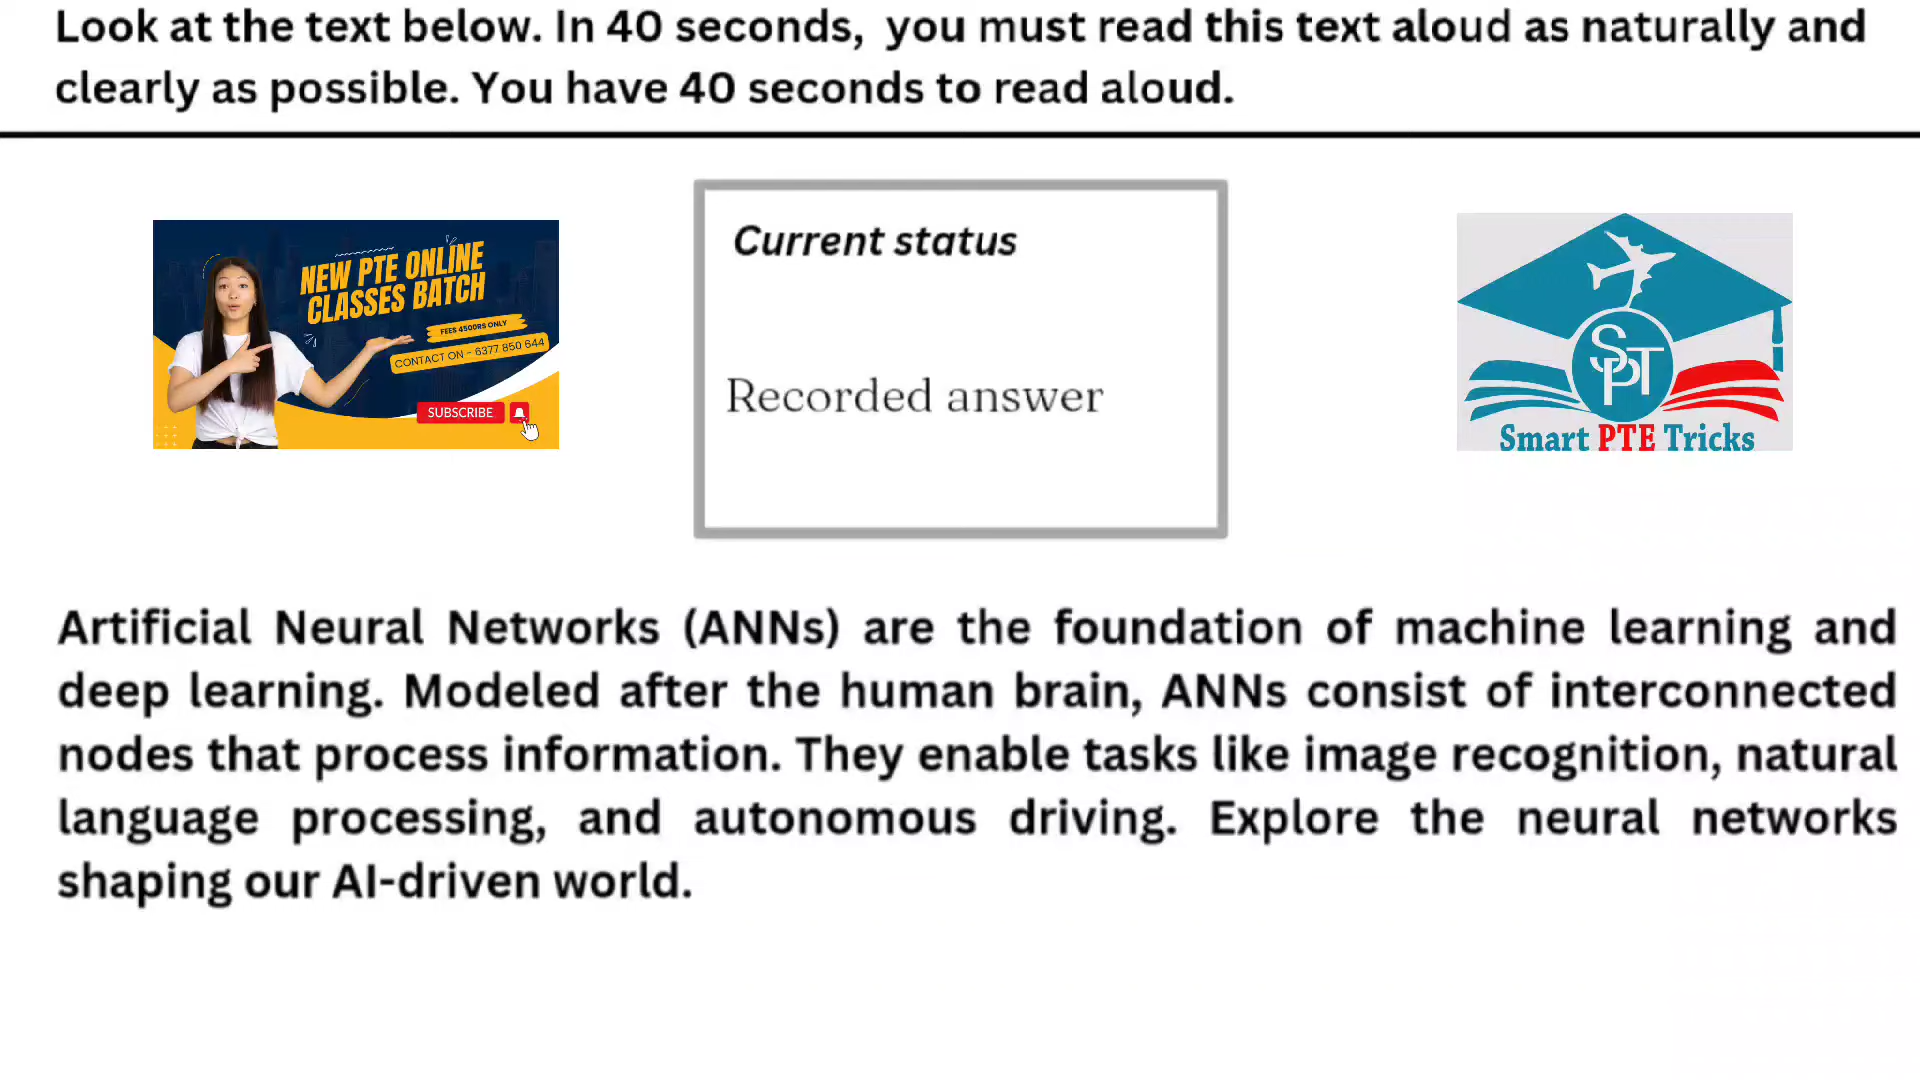 Look at the text below. In 40 seconds, you must read this text aloud as naturally and
clearly as possible. You have 40 seconds to read aloud.
NEW PTE ONLINE
CLASSES BATCH
FEES 4500RS ONLY
CONTACT ON - 6377 850 644
SUBSCRIBE
Current status
Recorded answer
SPT
Smart PTE Tricks
Artificial Neural Networks (ANNs) are the foundation of machine learning and
deep learning. Modeled after the human brain, ANNs consist of interconnected
nodes that process information. They enable tasks like image recognition, natural
language processing, and autonomous driving. Explore the neural networks
shaping our AI-driven world.